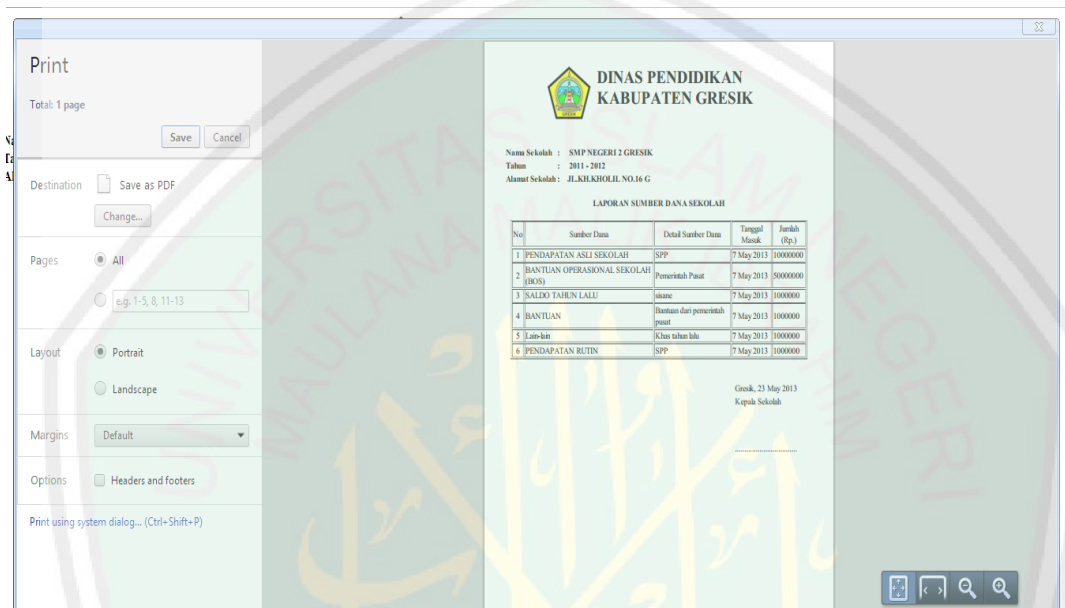 Print
Total: 1 page
Save Cancel
Destination Save as PDF
Change...
Pages All
e.g. 1-5, 8, 11-13
Layout Portrait
Landscape
Margins Default
Options Headers and footers
Print using system dialog... (Ctrl+Shift+P)
DINAS PENDIDIKAN
KABUPATEN GRESIK
Nama Sekolah : SMP NEGERI 2 GRESIK
Tahun : 2011 - 2012
Alamat Sekolah : JL.KH.KHOLIL NO.16 G
LAPORAN SUMBER DANA SEKOLAH
No Sumber Dana Detail Sumber Dana Tanggal Masuk Jumlah (Rp.)
1 PENDAPATAN ASLI SEKOLAH SPP 7 May 2013 10000000
2 BANTUAN OPERASIONAL SEKOLAH (BOS) Pemerintah Pusat 7 May 2013 50000000
3 SALDO TAHUN LALU sisane 7 May 2013 1000000
4 BANTUAN Bantuan dari pemerintah pusat 7 May 2013 1000000
5 Lain-lain Khas tahun lalu 7 May 2013 1000000
6 PENDAPATAN RUTIN SPP 7 May 2013 1000000
Gresik, 23 May 2013
Kepala Sekolah
UNIVERSITAS ISLAM NEGERI
MAULANA MALIK IBRAHIM